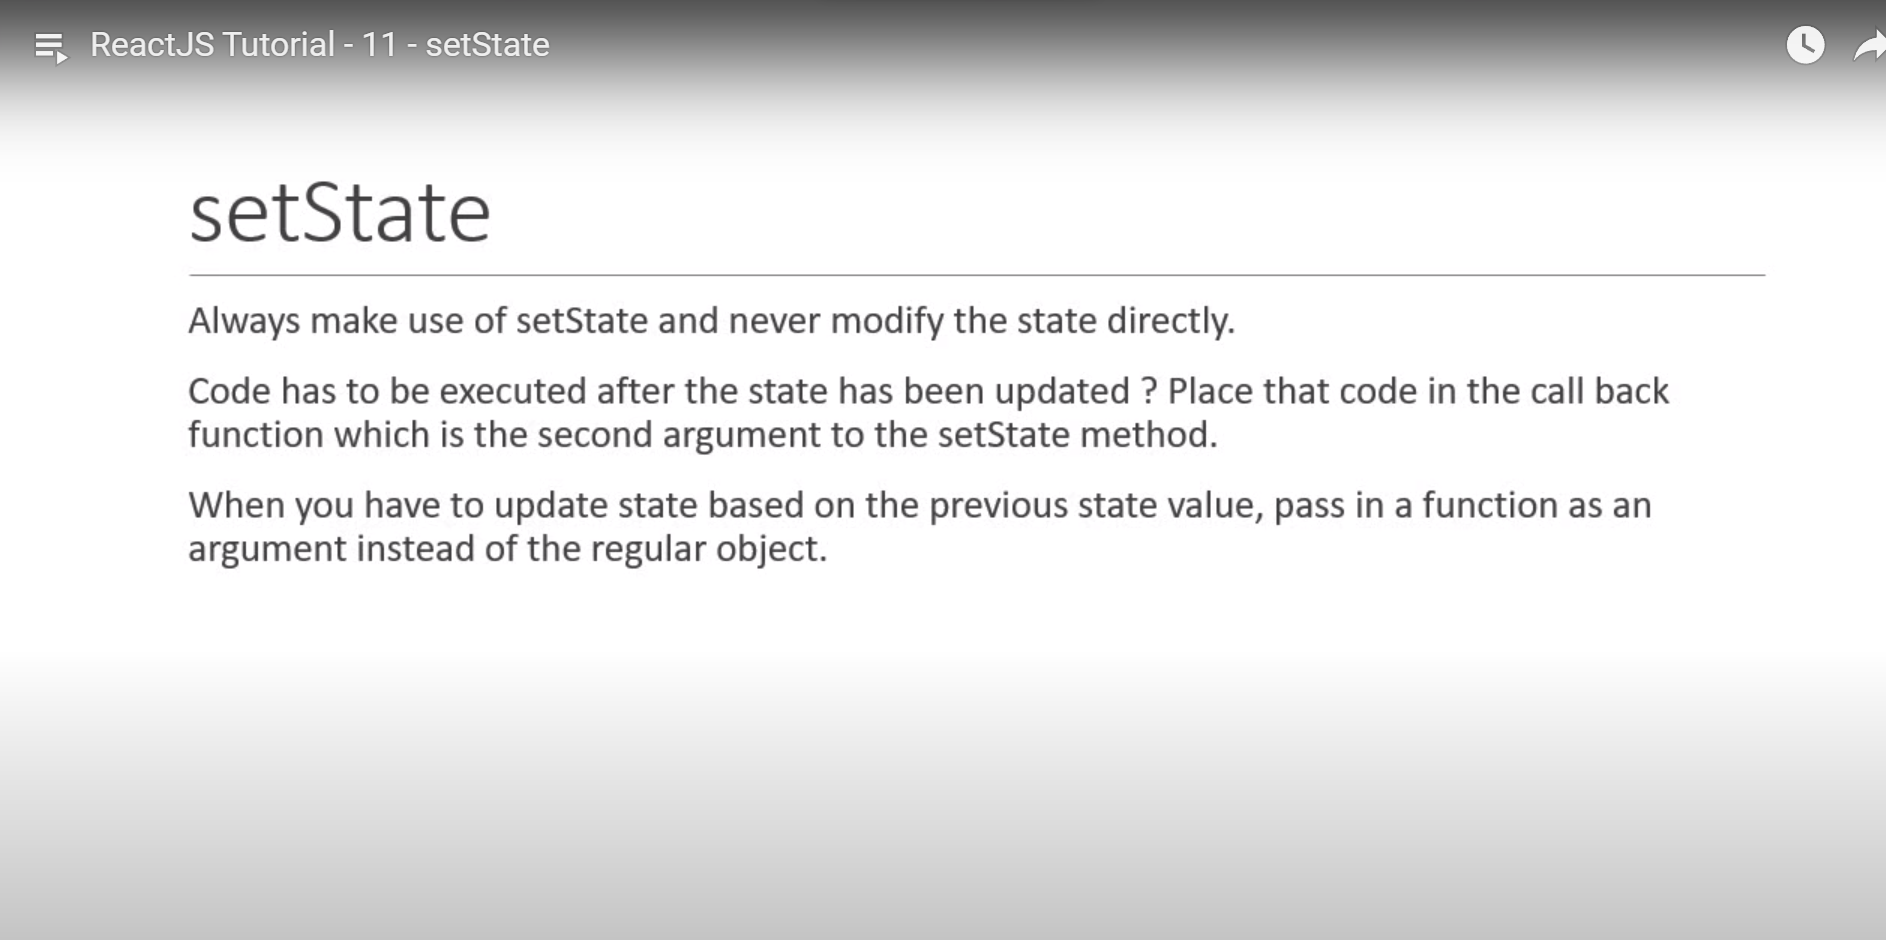 ReactJS Tutorial - 11 - setState
setState
Always make use of setState and never modify the state directly.
Code has to be executed after the state has been updated ? Place that code in the call back
function which is the second argument to the setState method.
When you have to update state based on the previous state value, pass in a function as an
argument instead of the regular object.